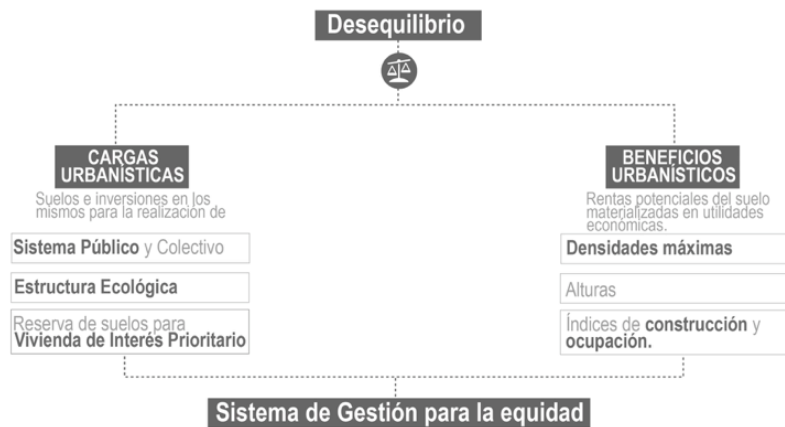 Desequilibrio
CARGAS
URBANÍSTICAS
Suelos e inversiones en los
mismos para la realización de
Sistema Público y Colectivo
Estructura Ecológica
Reserva de suelos para
Vivienda de Interés Prioritario
BENEFICIOS
URBANÍSTICOS
Rentas potenciales del suelo
materializadas en utilidades
económicas.
Densidades máximas
Alturas
Índices de construcción y
ocupación.
Sistema de Gestión para la equidad